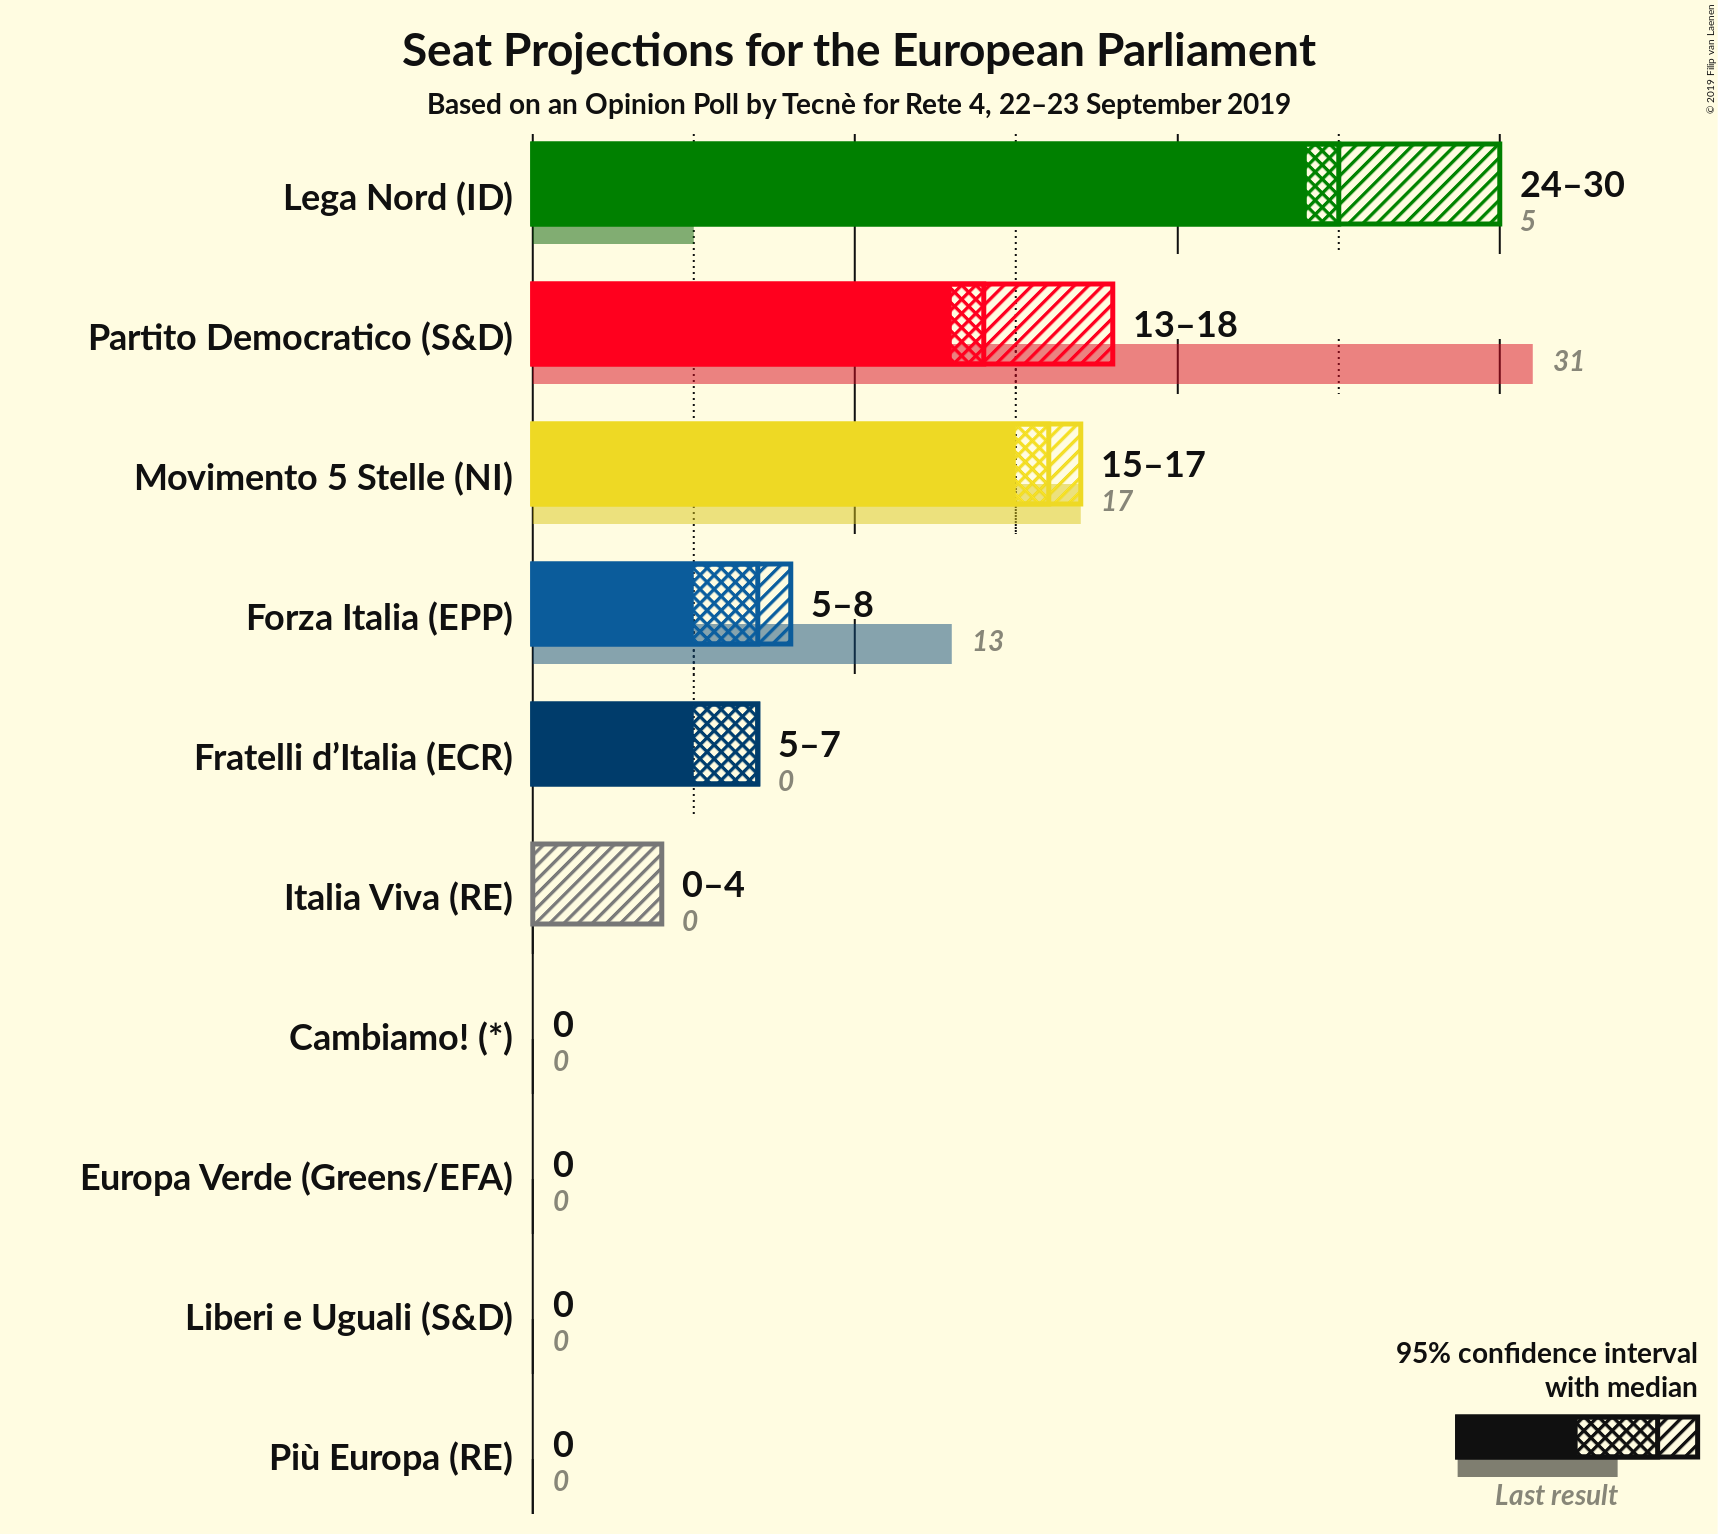 Seat Projections for the European Parliament
Based on an Opinion Poll by Tecnè for Rete 4, 22–23 September 2019
© 2019 Filip van Laenen
Lega Nord (ID)
24–30
5
Partito Democratico (S&D)
13–18
31
Movimento 5 Stelle (NI)
15–17
17
Forza Italia (EPP)
5–8
13
Fratelli d’Italia (ECR)
5–7
0
Italia Viva (RE)
0–4
0
Cambiamo! (*)
0
0
Europa Verde (Greens/EFA)
0
0
Liberi e Uguali (S&D)
0
0
Più Europa (RE)
0
0
95% confidence interval
with median
Last result